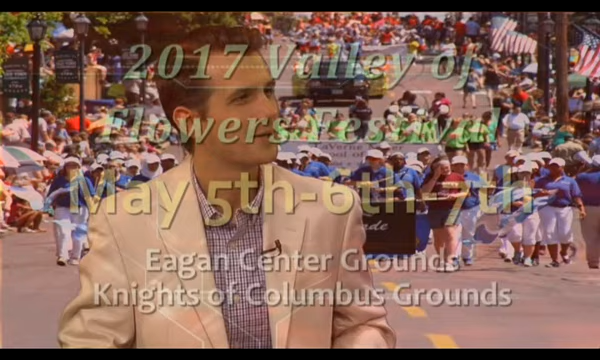 2017 Valley of
Flowers Festival
May 5th-6th-7th
Eagan Center Grounds
Knights of Columbus Grounds